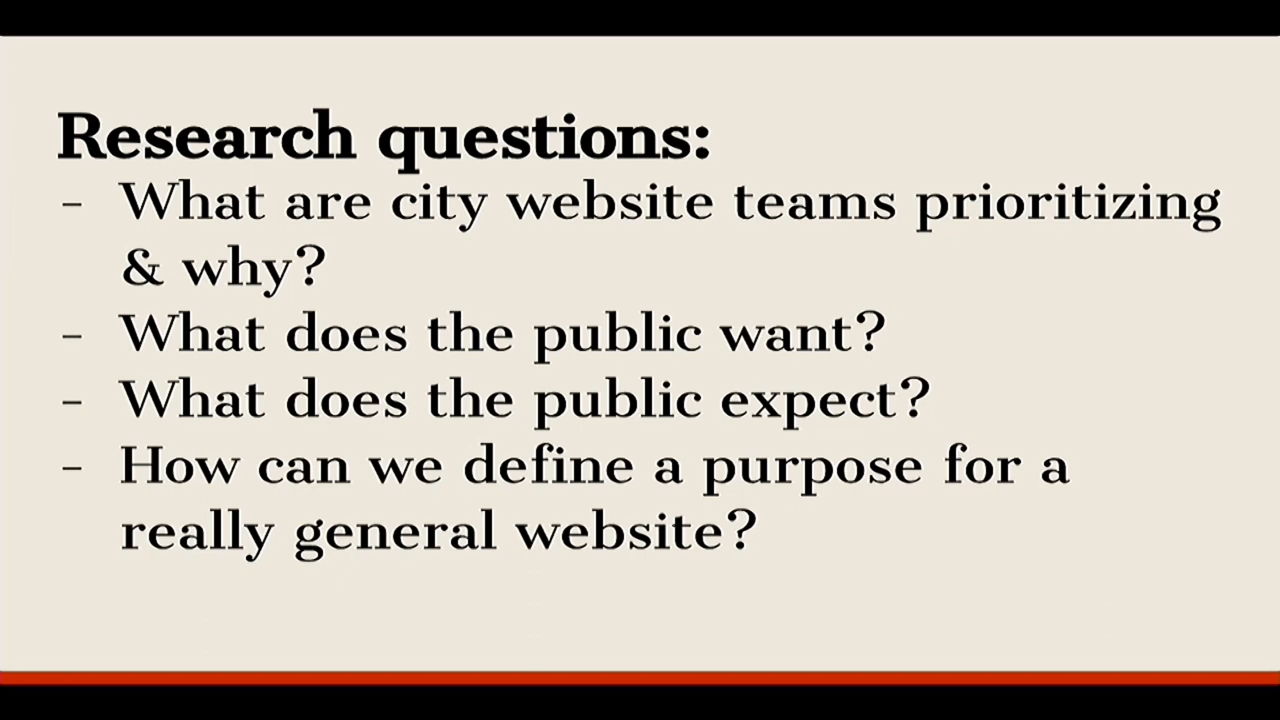 Research questions:
- What are city website teams prioritizing
& why?
- What does the public want?
- What does the public expect?
- How can we define a purpose for a
really general website?